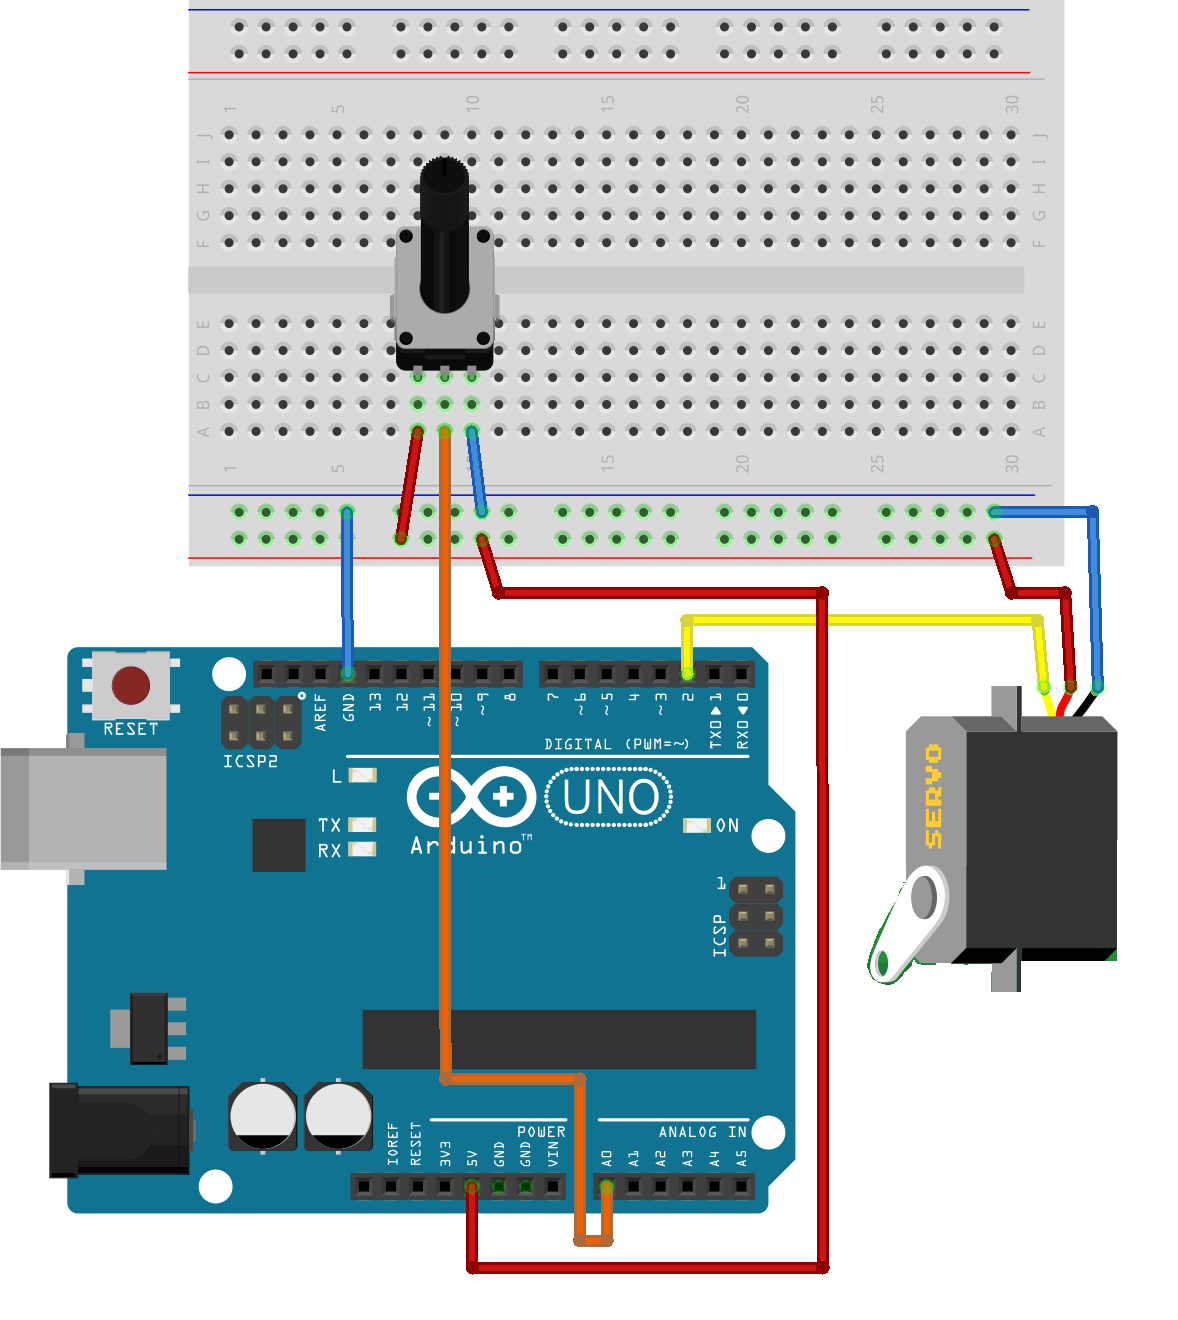 1 5 10 15 20 25 30
J J
I I
H H
G G
F F
E E
D D
C C
B B
A A
1 5 15 20 25 30
RESET
ICSP2
AREF GND 13 12 ~11 ~10 ~9 8 7 ~6 ~5 4 ~3 2 TX0▶1 RX0◀0
DIGITAL (PWM=~)
L
TX
RX
UNO
Arduino™
ON
1
ICSP
SERVO
POWER
ANALOG IN
IOREF RESET 3V3 5V GND GND VIN A0 A1 A2 A3 A4 A5